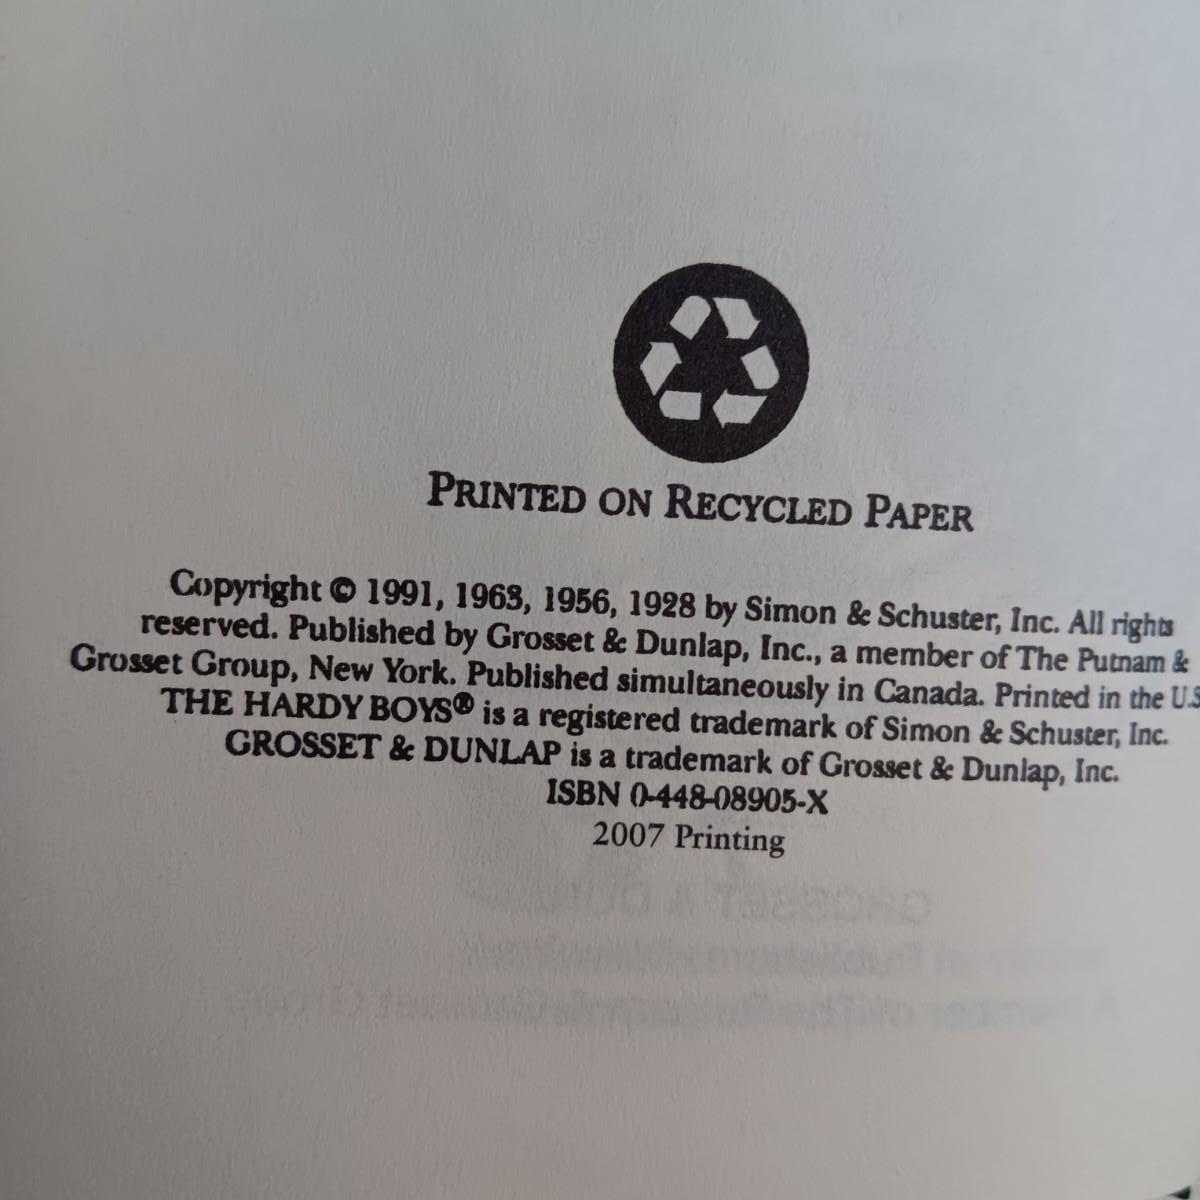 PRINTED ON RECYCLED PAPER
Copyright © 1991, 1963, 1956, 1928 by Simon & Schuster, Inc. All rights
reserved. Published by Grosset & Dunlap, Inc., a member of The Putnam &
Grosset Group, New York. Published simultaneously in Canada. Printed in the U.S
THE HARDY BOYS® is a registered trademark of Simon & Schuster, Inc.
GROSSET & DUNLAP is a trademark of Grosset & Dunlap, Inc.
ISBN 0-448-08905-X
2007 Printing